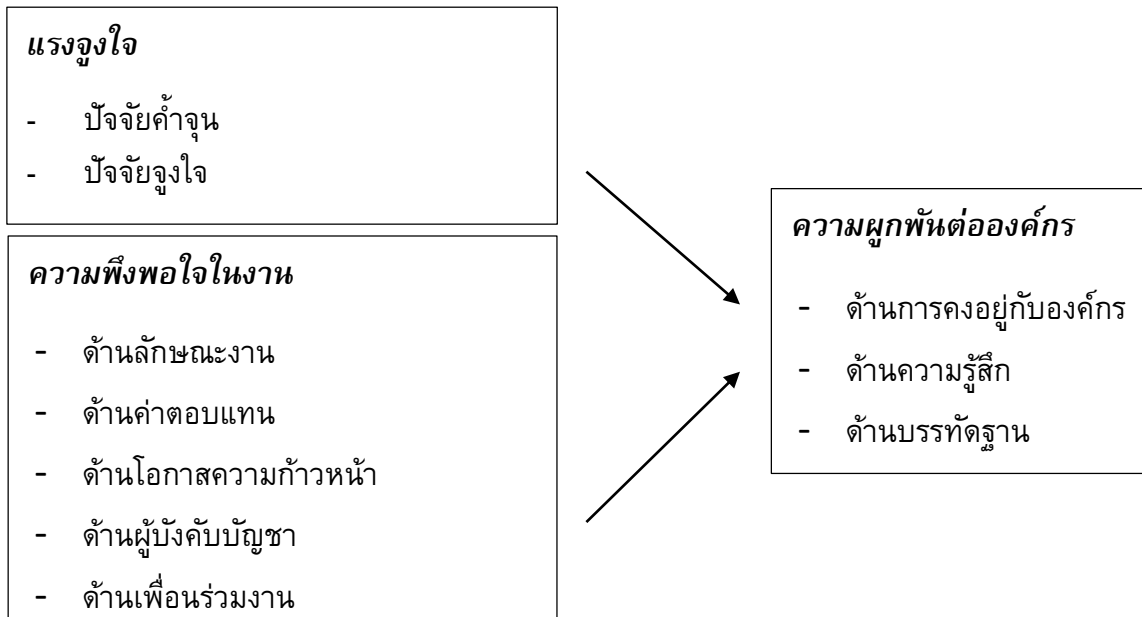 แรงจูงใจ
- ปัจจัยค้ำจุน
- ปัจจัยจูงใจ
ความพึงพอใจในงาน
- ด้านลักษณะงาน
- ด้านค่าตอบแทน
- ด้านโอกาสความก้าวหน้า
- ด้านผู้บังคับบัญชา
- ด้านเพื่อนร่วมงาน
ความผูกพันต่อองค์กร
- ด้านการคงอยู่กับองค์กร
- ด้านความรู้สึก
- ด้านบรรทัดฐาน